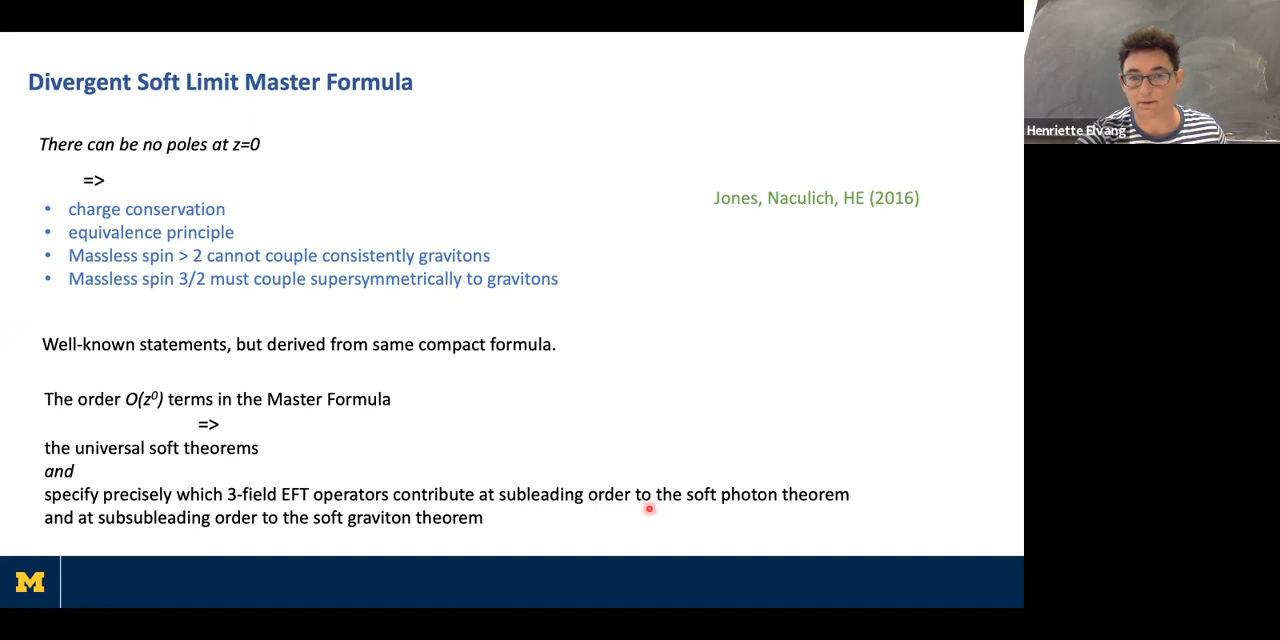 Divergent Soft Limit Master Formula
There can be no poles at z=0
=>
• charge conservation
• equivalence principle
• Massless spin > 2 cannot couple consistently gravitons
• Massless spin 3/2 must couple supersymmetrically to gravitons
Jones, Naculich, HE (2016)
Well-known statements, but derived from same compact formula.
The order O(z⁰) terms in the Master Formula
=>
the universal soft theorems
and
specify precisely which 3-field EFT operators contribute at subleading order to the soft photon theorem
and at subsubleading order to the soft graviton theorem
M
Henriette Elvang